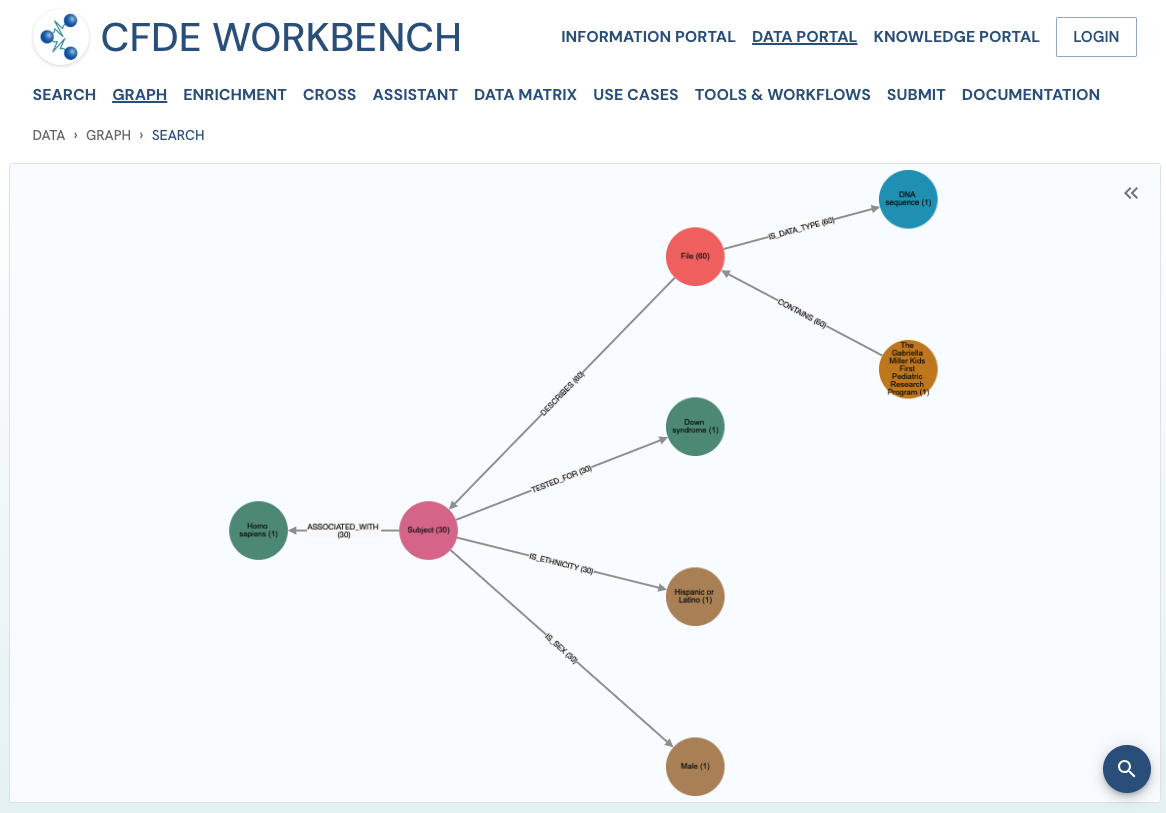 CFDE WORKBENCH
INFORMATION PORTAL DATA PORTAL KNOWLEDGE PORTAL LOGIN
SEARCH GRAPH ENRICHMENT CROSS ASSISTANT DATA MATRIX USE CASES TOOLS & WORKFLOWS SUBMIT DOCUMENTATION
DATA › GRAPH › SEARCH
DNA
sequence (1)
IS_DATA_TYPE (60)
File (60)
CONTAINS (60)
The
Gabriella
Miller Kids
First
Pediatric
Research
Program (1)
DESCRIBES (60)
Down
syndrome (1)
TESTED_FOR (30)
Homo
sapiens (1)
ASSOCIATED_WITH
(30)
Subject (30)
IS_ETHNICITY (30)
Hispanic or
Latino (1)
IS_SEX (30)
Male (1)